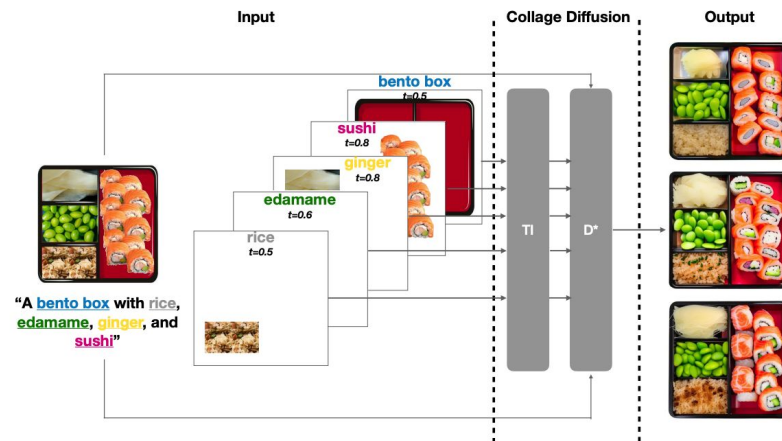 Input
Collage Diffusion
Output
bento box
t=0.5
sushi
t=0.8
ginger
t=0.8
edamame
t=0.6
rice
t=0.5
TI
D*
“A bento box with rice,
edamame, ginger, and
sushi”